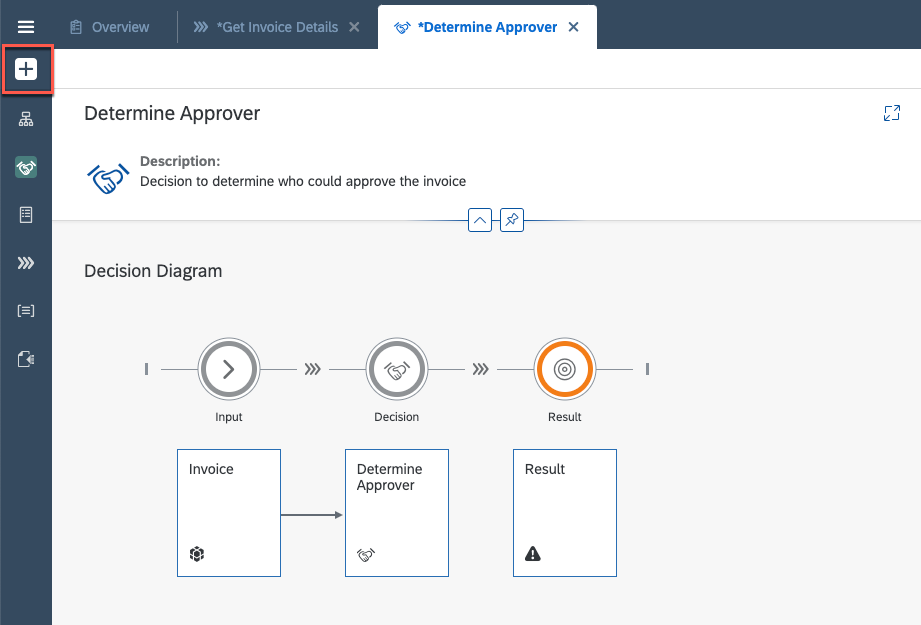 Overview
*Get Invoice Details
*Determine Approver
Determine Approver
Description:
Decision to determine who could approve the invoice
Decision Diagram
Input
Decision
Result
Invoice
Determine
Approver
Result